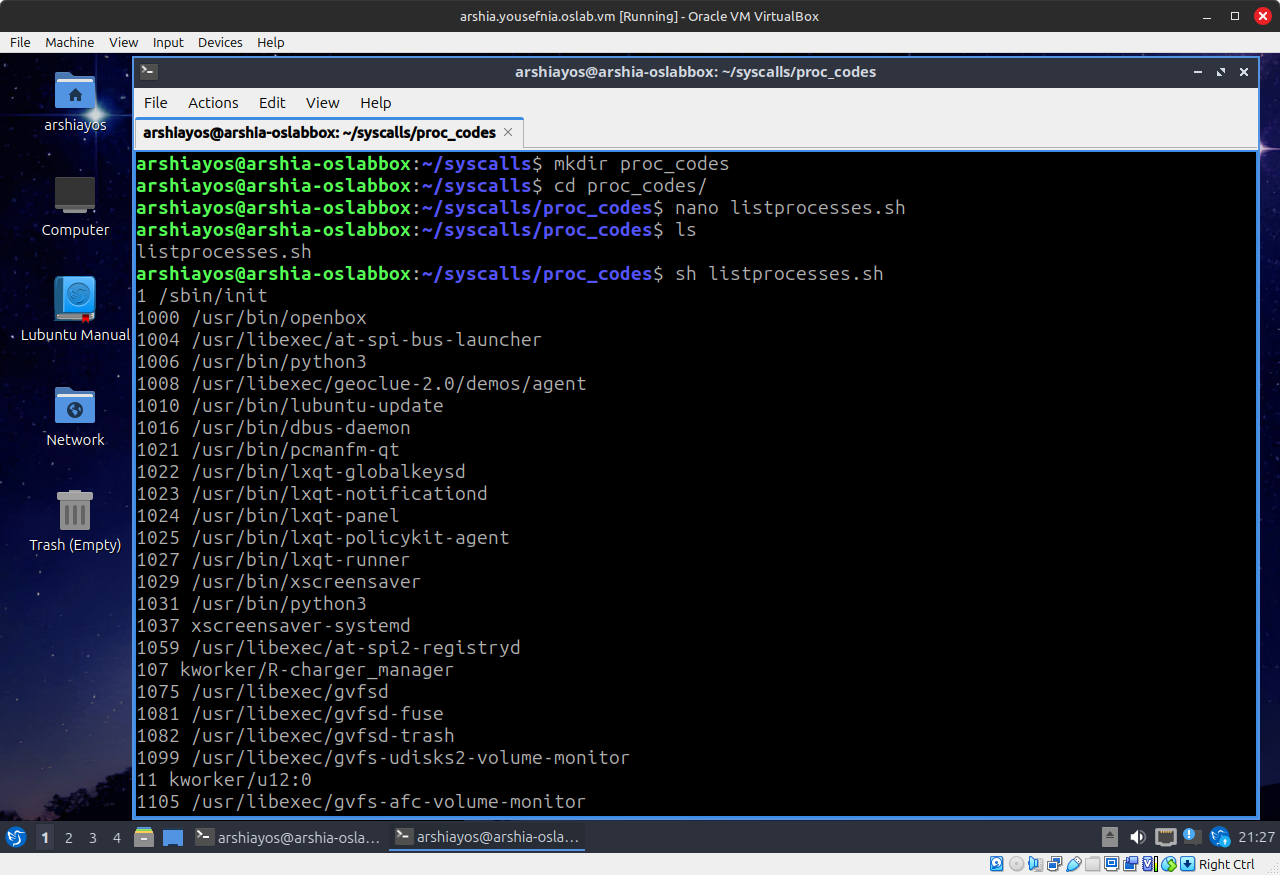 arshia.yousefnia.oslab.vm [Running] - Oracle VM VirtualBox
File Machine View Input Devices Help
arshiayos@arshia-oslabbox: ~/syscalls/proc_codes
File Actions Edit View Help
arshiayos@arshia-oslabbox: ~/syscalls/proc_codes
arshiayos
Computer
Lubuntu Manual
Network
Trash (Empty)
arshiayos@arshia-oslabbox:~/syscalls$ mkdir proc_codes
arshiayos@arshia-oslabbox:~/syscalls$ cd proc_codes/
arshiayos@arshia-oslabbox:~/syscalls/proc_codes$ nano listprocesses.sh
arshiayos@arshia-oslabbox:~/syscalls/proc_codes$ ls
listprocesses.sh
arshiayos@arshia-oslabbox:~/syscalls/proc_codes$ sh listprocesses.sh
1 /sbin/init
1000 /usr/bin/openbox
1004 /usr/libexec/at-spi-bus-launcher
1006 /usr/bin/python3
1008 /usr/libexec/geoclue-2.0/demos/agent
1010 /usr/bin/lubuntu-update
1016 /usr/bin/dbus-daemon
1021 /usr/bin/pcmanfm-qt
1022 /usr/bin/lxqt-globalkeysd
1023 /usr/bin/lxqt-notificationd
1024 /usr/bin/lxqt-panel
1025 /usr/bin/lxqt-policykit-agent
1027 /usr/bin/lxqt-runner
1029 /usr/bin/xscreensaver
1031 /usr/bin/python3
1037 xscreensaver-systemd
1059 /usr/libexec/at-spi2-registryd
107 kworker/R-charger_manager
1075 /usr/libexec/gvfsd
1081 /usr/libexec/gvfsd-fuse
1082 /usr/libexec/gvfsd-trash
1099 /usr/libexec/gvfs-udisks2-volume-monitor
11 kworker/u12:0
1105 /usr/libexec/gvfs-afc-volume-monitor
1 2 3 4 arshiayos@arshia-osla... arshiayos@arshia-osla... 21:27
Right Ctrl